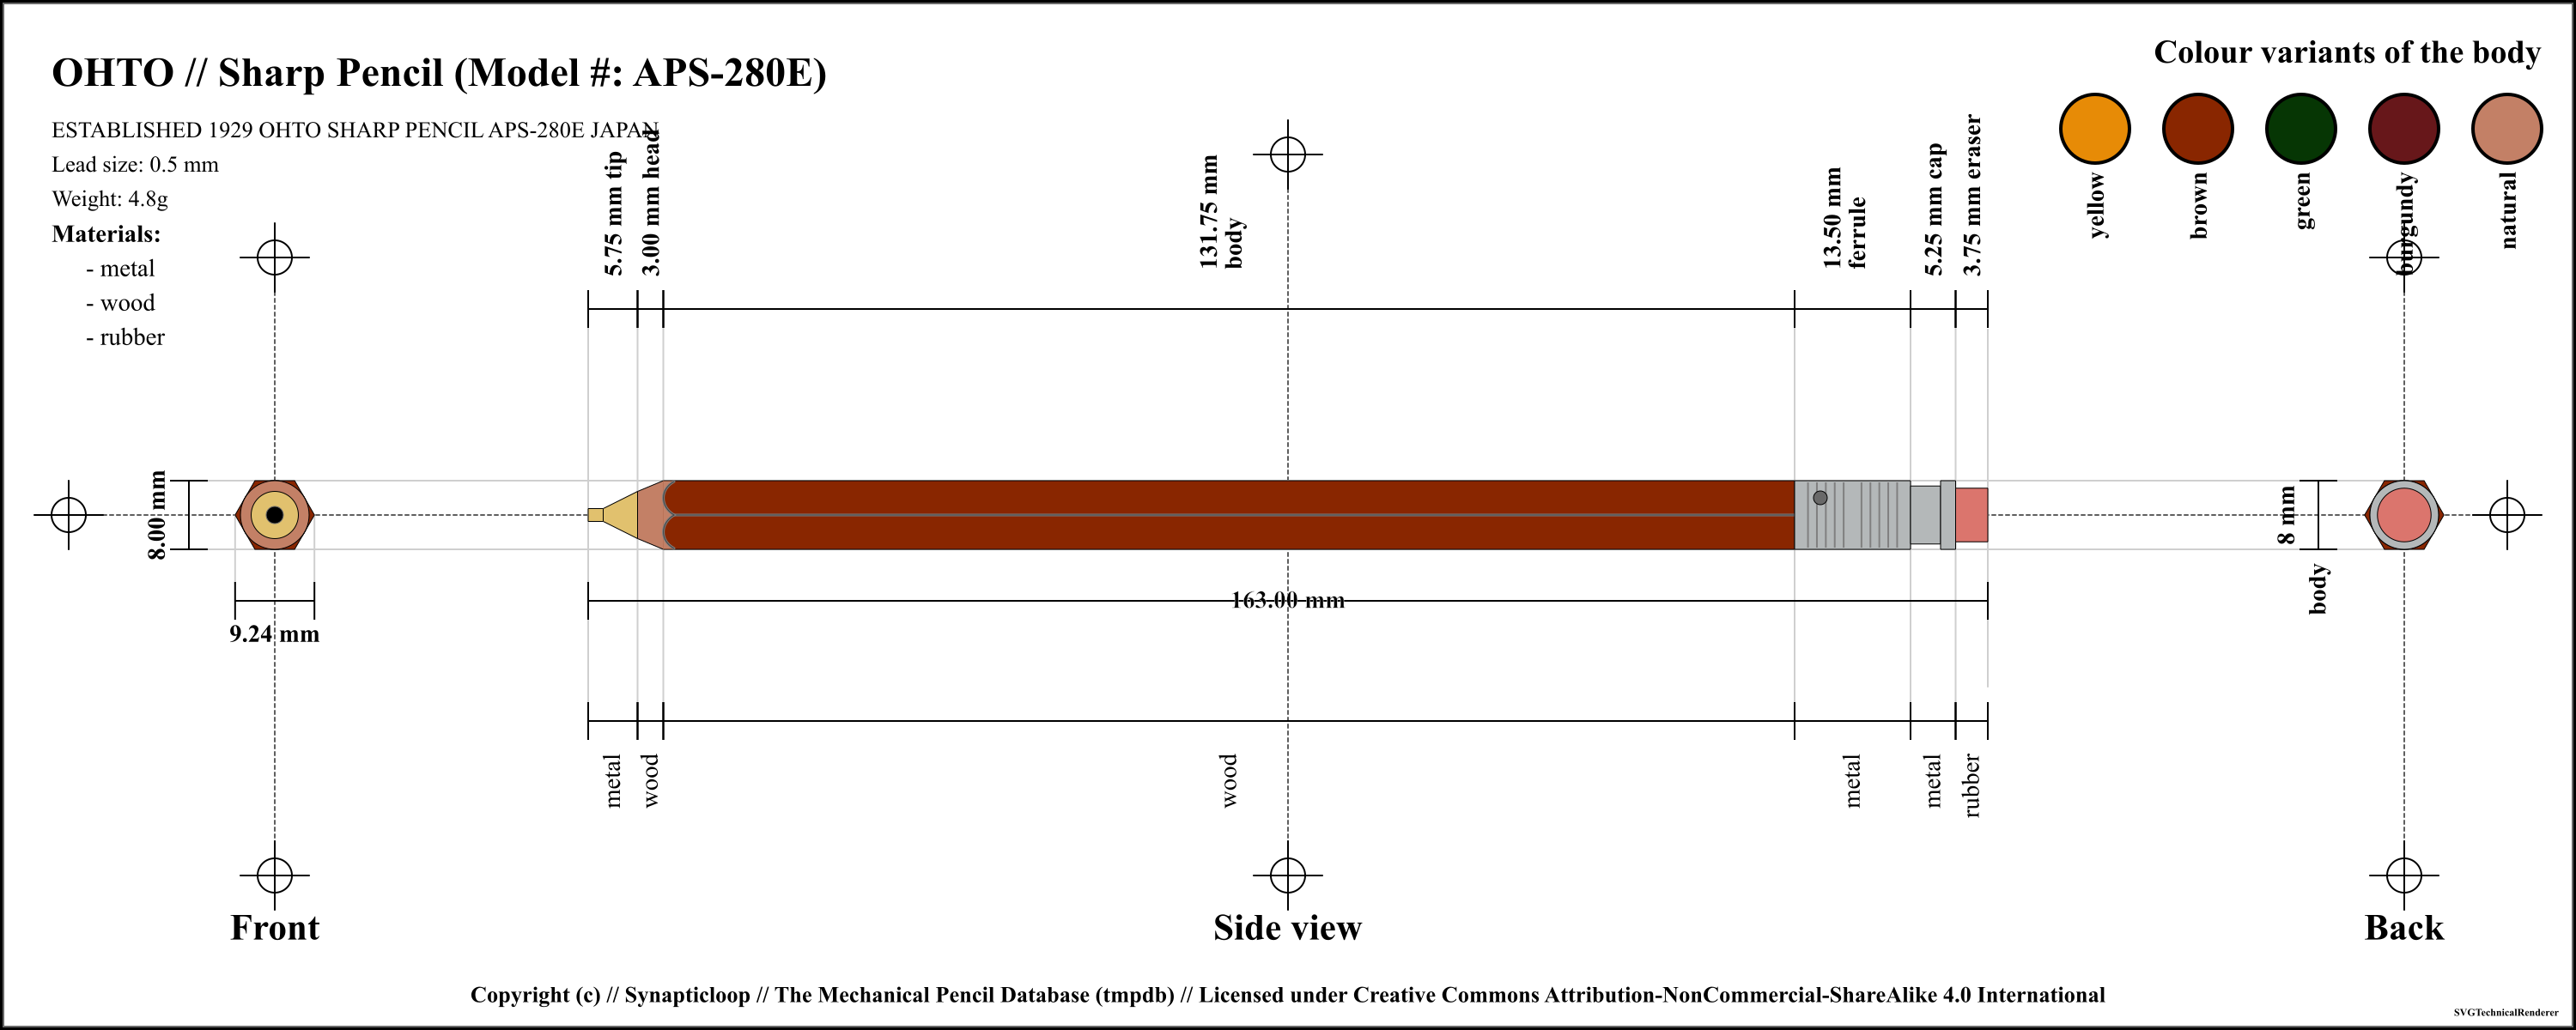 OHTO // Sharp Pencil (Model #: APS-280E)
Colour variants of the body
ESTABLISHED 1929 OHTO SHARP PENCIL APS-280E JAPAN
Lead size: 0.5 mm
Weight: 4.8g
Materials:
- metal
- wood
- rubber
yellow
brown
green
burgundy
natural
5.75 mm tip
3.00 mm head
131.75 mm
body
13.50 mm
ferrule
5.25 mm cap
3.75 mm eraser
8.00 mm
9.24 mm
163.00 mm
8 mm
body
metal
wood
wood
metal
metal
rubber
Front
Side view
Back
Copyright (c) // Synapticloop // The Mechanical Pencil Database (tmpdb) // Licensed under Creative Commons Attribution-NonCommercial-ShareAlike 4.0 International
SVGTechnicalRenderer